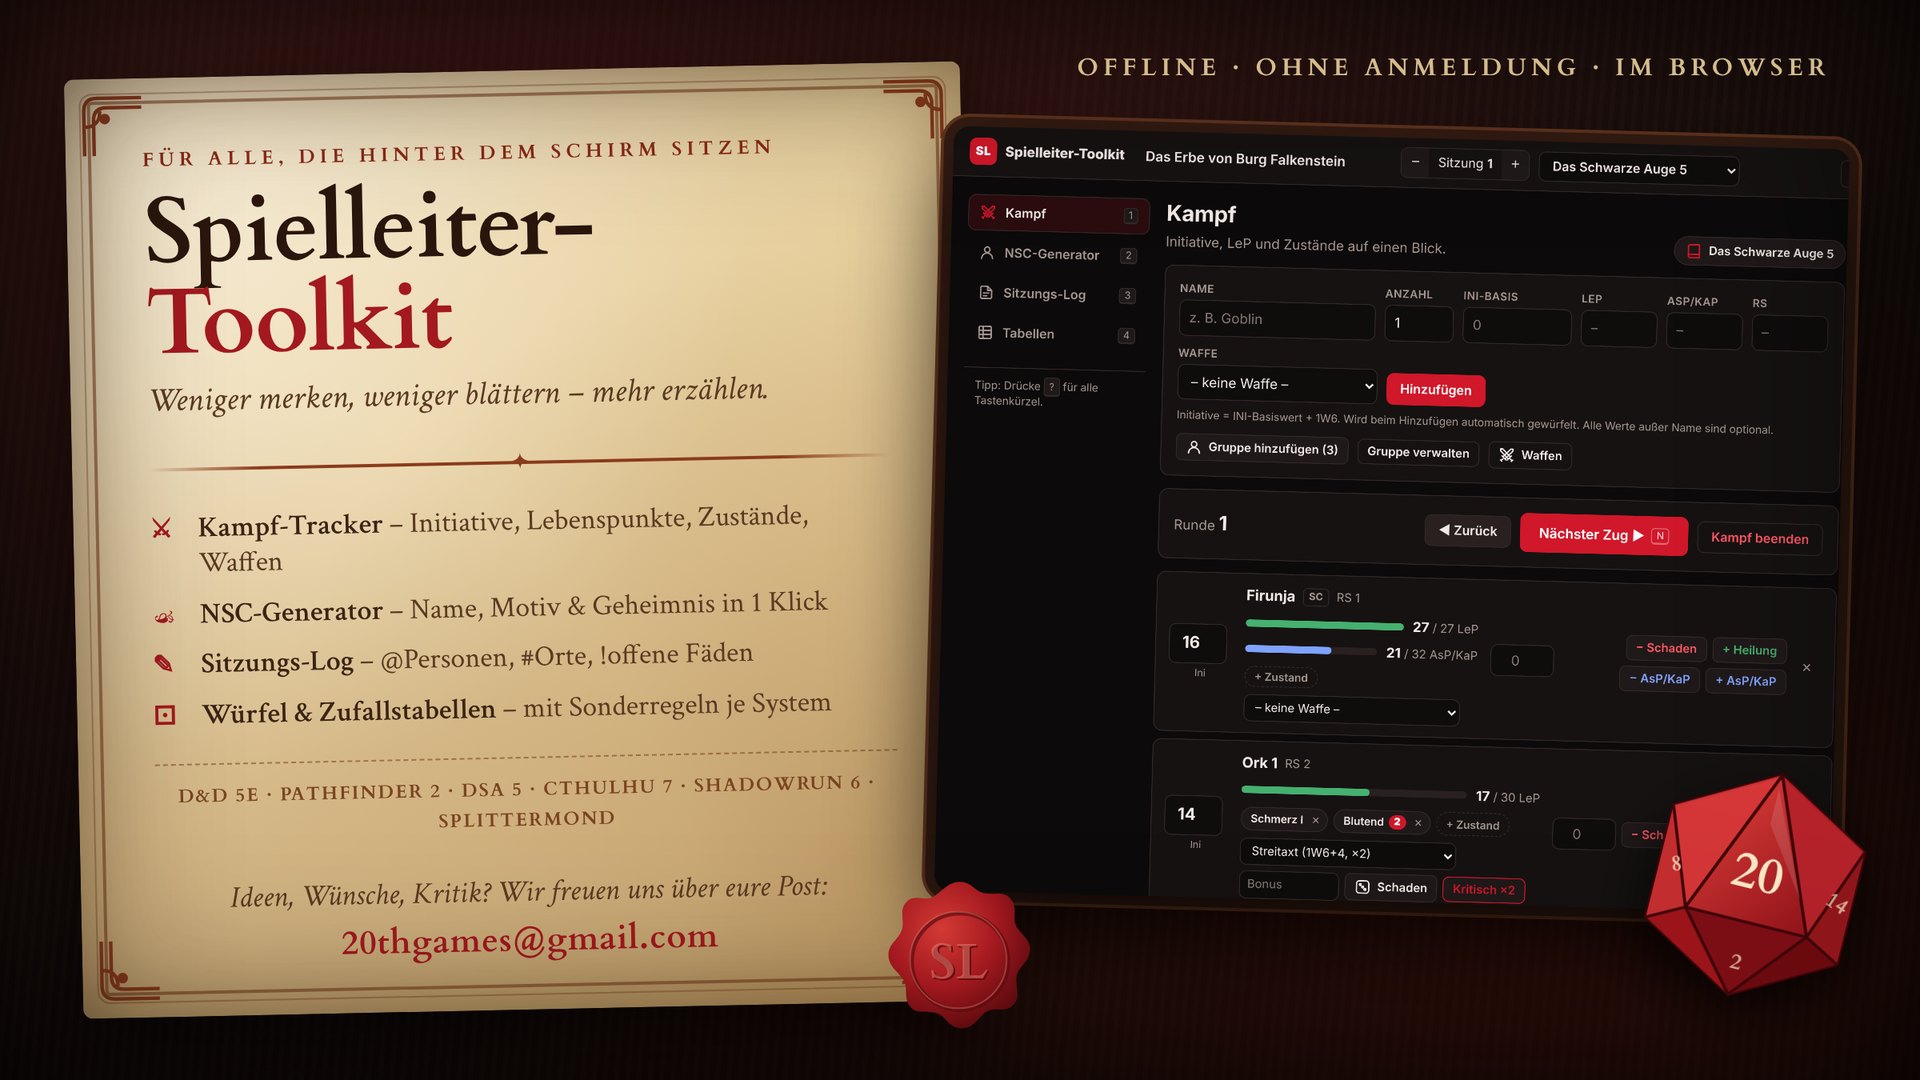 OFFLINE · OHNE ANMELDUNG · IM BROWSER
FÜR ALLE, DIE HINTER DEM SCHIRM SITZEN
Spielleiter-
Toolkit
Weniger merken, weniger blättern – mehr erzählen.
Kampf-Tracker – Initiative, Lebenspunkte, Zustände,
Waffen
NSC-Generator – Name, Motiv & Geheimnis in 1 Klick
Sitzungs-Log – @Personen, #Orte, !offene Fäden
Würfel & Zufallstabellen – mit Sonderregeln je System
D&D 5E · PATHFINDER 2 · DSA 5 · CTHULHU 7 · SHADOWRUN 6 ·
SPLITTERMOND
Ideen, Wünsche, Kritik? Wir freuen uns über eure Post:
20thgames@gmail.com
SL
SL Spielleiter-Toolkit Das Erbe von Burg Falkenstein − Sitzung 1 + Das Schwarze Auge 5
Kampf 1
NSC-Generator 2
Sitzungs-Log 3
Tabellen 4
Tipp: Drücke ? für alle
Tastenkürzel.
Kampf
Initiative, LeP und Zustände auf einen Blick.
Das Schwarze Auge 5
NAME ANZAHL INI-BASIS LEP ASP/KAP RS
z. B. Goblin 1 0 – – –
WAFFE
– keine Waffe – Hinzufügen
Initiative = INI-Basiswert + 1W6. Wird beim Hinzufügen automatisch gewürfelt. Alle Werte außer Name sind optional.
Gruppe hinzufügen (3) Gruppe verwalten Waffen
Runde 1 ◀ Zurück Nächster Zug ▶ N Kampf beenden
Firunja SC RS 1
16 27 / 27 LeP
Ini 21 / 32 AsP/KaP 0
− Schaden + Heilung ×
− AsP/KaP + AsP/KaP
+ Zustand
– keine Waffe –
Ork 1 RS 2
14 17 / 30 LeP
Ini
Schmerz I × Blutend 2 × + Zustand 0 − Sch
Streitaxt (1W6+4, ×2)
Bonus Schaden Kritisch ×2
20
8
14
2